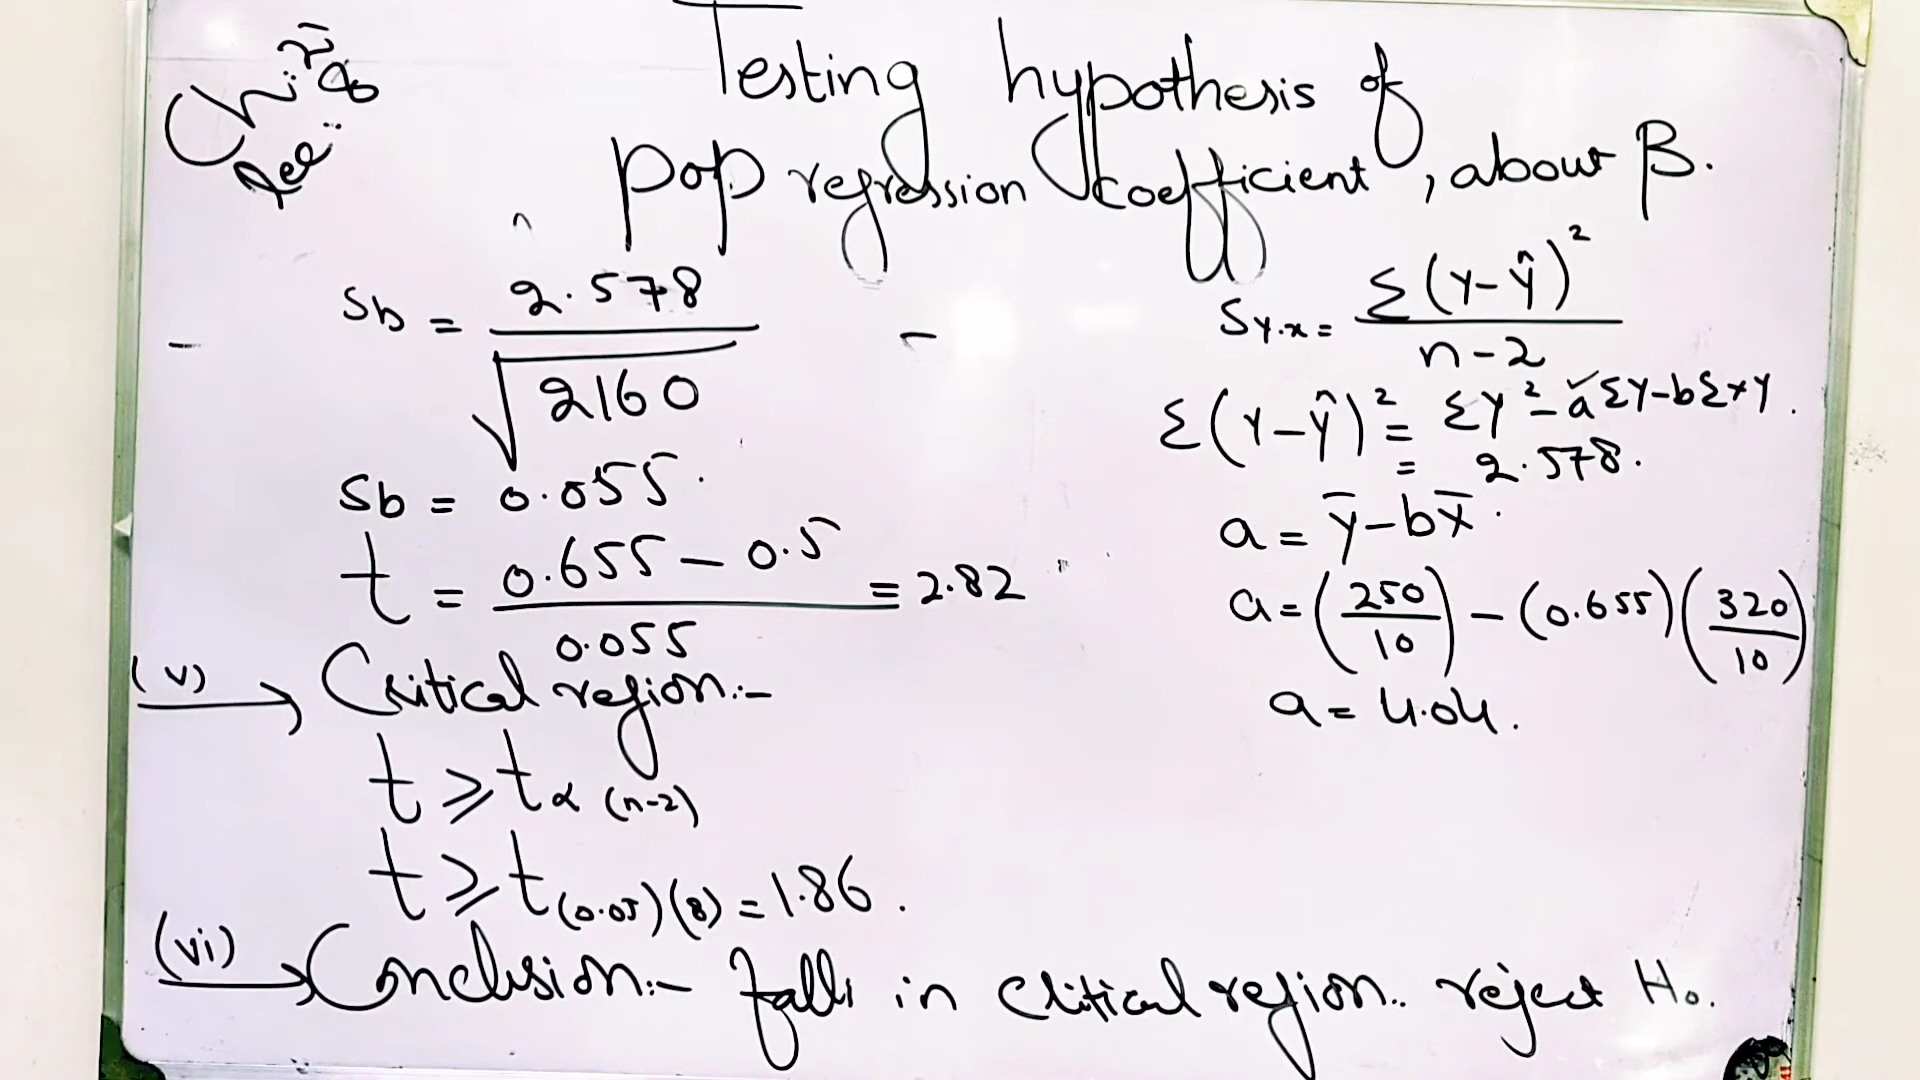 Testing hypothesis of
pop regression coefficient, about β.
Sb = 2.578 / √2160
Sb = 0.055.
t = 0.655 - 0.5 / 0.055 = 2.82
(v) → Critical region:-
t ⩾ tα (n-2)
t ⩾ t(0.05)(8) = 1.86.
(vi) → Conclusion:- falls in critical region. reject H₀.
Sy.x = Σ(Y-Ŷ)² / n-2
Σ(Y-Ŷ)² = ΣY² - aΣY - bΣXY.
= 2.578.
a = ȳ - bx̄.
a = (250/10) - (0.655)(320/10)
a = 4.04.